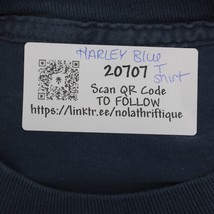 HARLEY Blue
T
20707 Shirt
Scan QR Code
TO FOLLOW
https://linktr.ee/nolathriftique